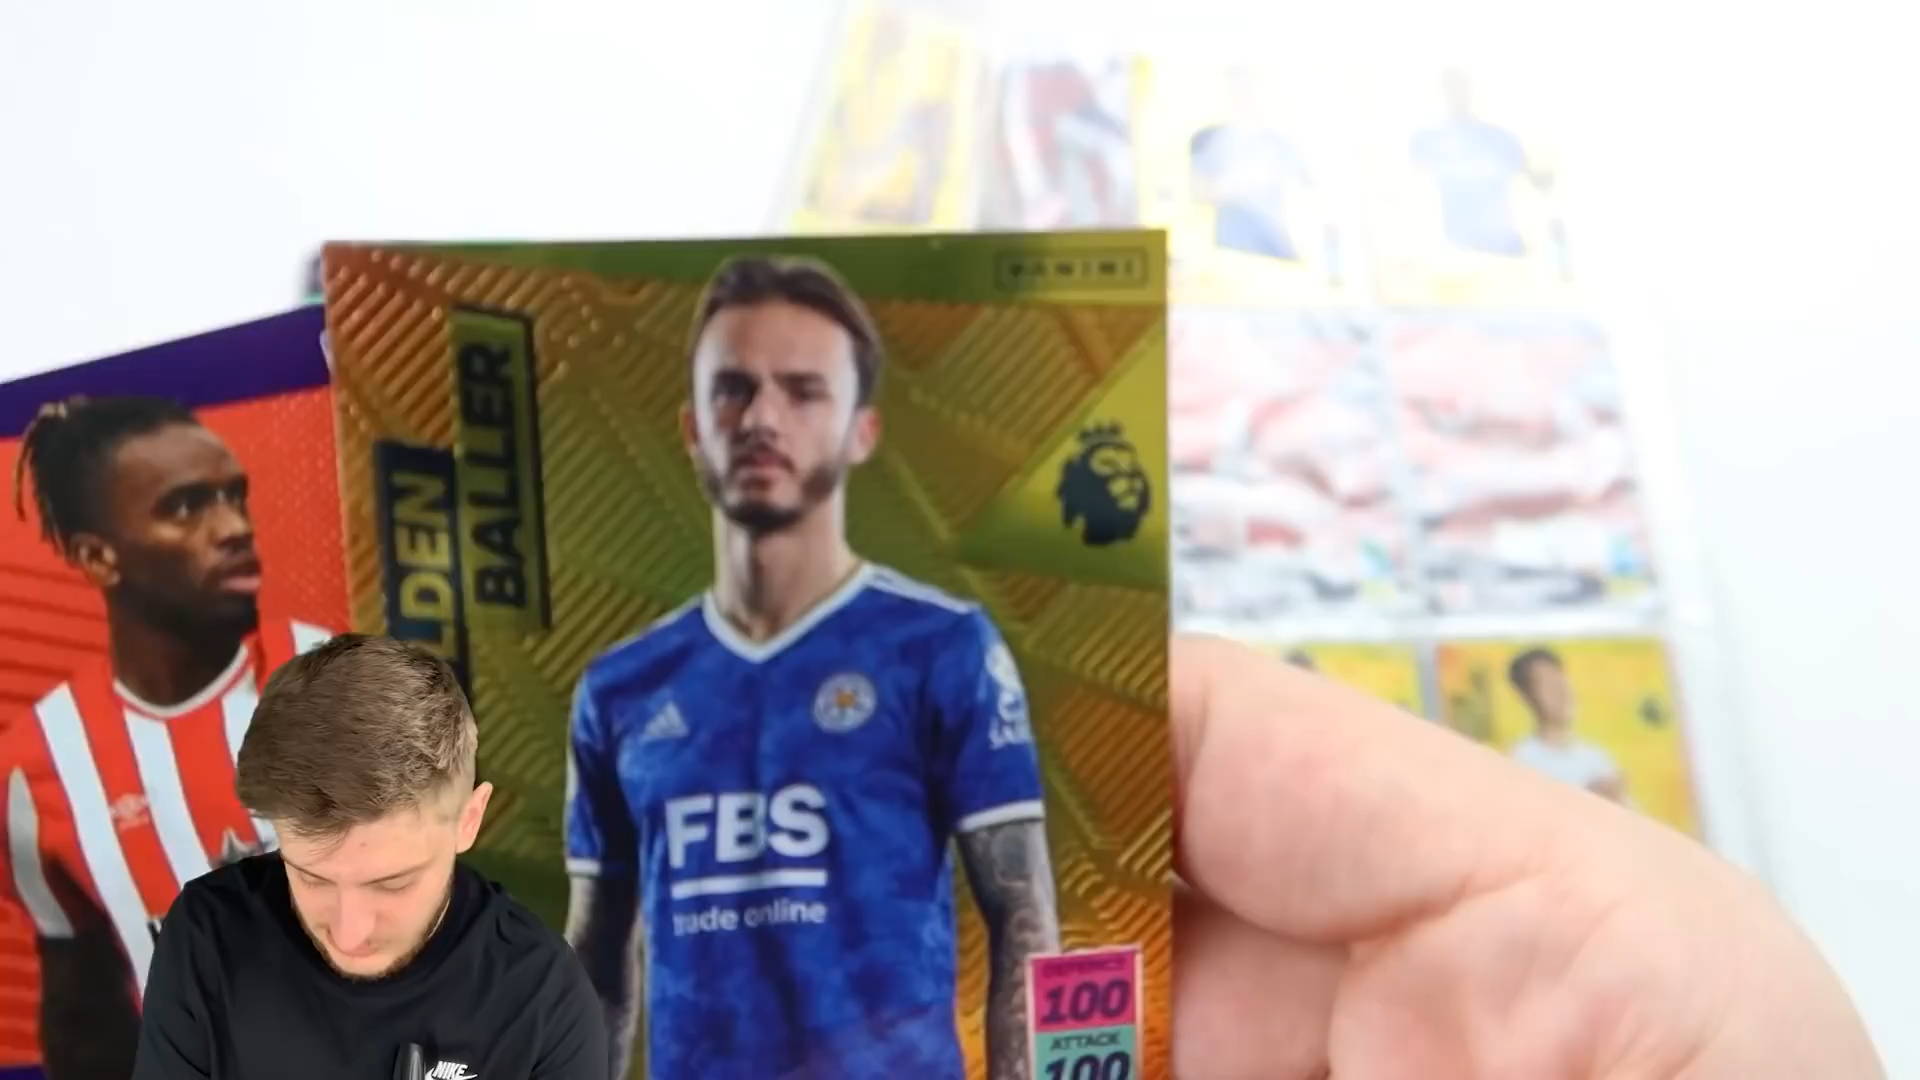 PANINI
LDEN
BALLER
FBS
trade online
DEFENCE
100
ATTACK
100
NIKE